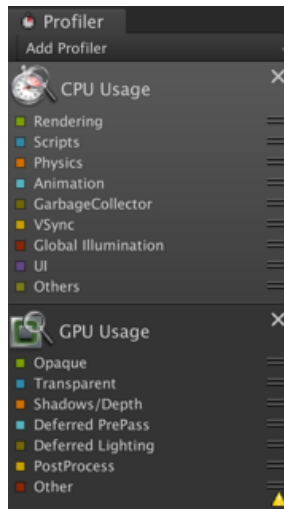 Profiler
Add Profiler
CPU Usage
Rendering
Scripts
Physics
Animation
GarbageCollector
VSync
Global Illumination
UI
Others
GPU Usage
Opaque
Transparent
Shadows/Depth
Deferred PrePass
Deferred Lighting
PostProcess
Other